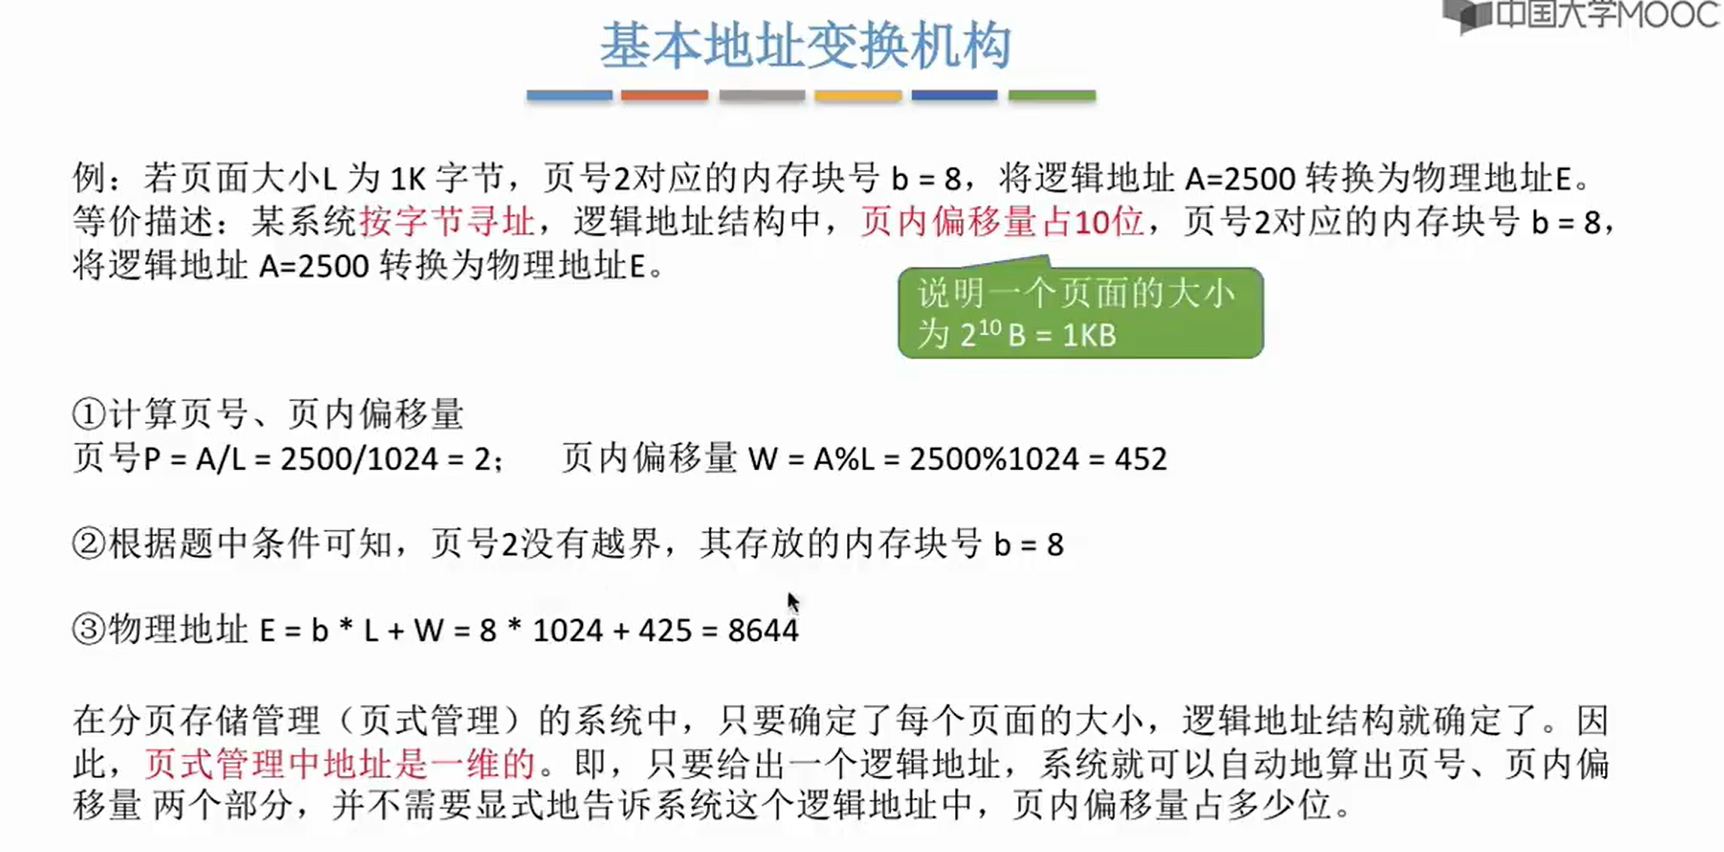 中国大学MOOC
基本地址变换机构
例：若页面大小L 为 1K 字节，页号2对应的内存块号 b = 8，将逻辑地址 A=2500 转换为物理地址E。
等价描述：某系统按字节寻址，逻辑地址结构中，页内偏移量占10位，页号2对应的内存块号 b = 8，
将逻辑地址 A=2500 转换为物理地址E。
说明一个页面的大小
为 2¹⁰ B = 1KB
①计算页号、页内偏移量
页号P = A/L = 2500/1024 = 2； 页内偏移量 W = A%L = 2500%1024 = 452
②根据题中条件可知，页号2没有越界，其存放的内存块号 b = 8
③物理地址 E = b * L + W = 8 * 1024 + 425 = 8644
在分页存储管理（页式管理）的系统中，只要确定了每个页面的大小，逻辑地址结构就确定了。因
此，页式管理中地址是一维的。即，只要给出一个逻辑地址，系统就可以自动地算出页号、页内偏
移量 两个部分，并不需要显式地告诉系统这个逻辑地址中，页内偏移量占多少位。